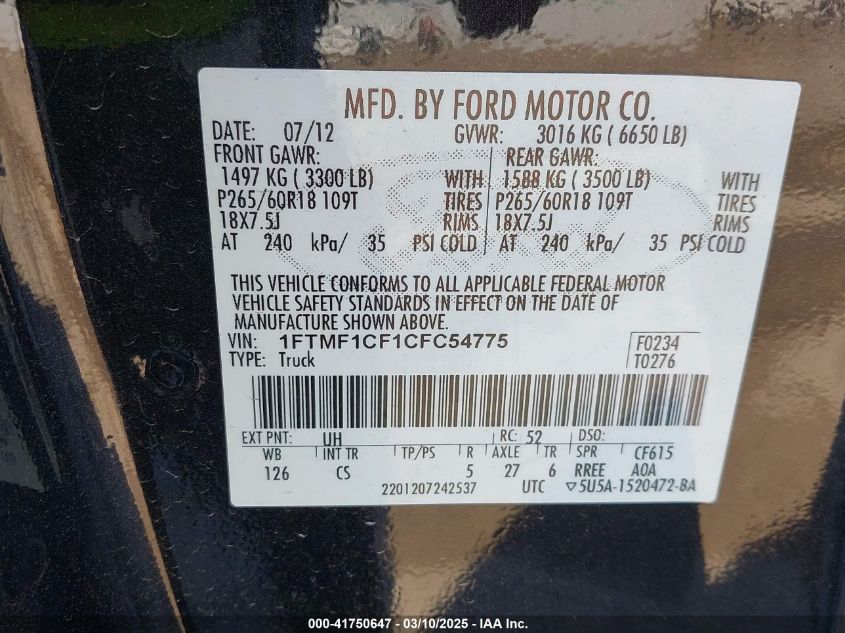 MFD. BY FORD MOTOR CO.
DATE: 07/12 GVWR: 3016 KG ( 6650 LB)
FRONT GAWR: REAR GAWR:
1497 KG ( 3300 LB) WITH 1588 KG ( 3500 LB) WITH
P265/60R18 109T TIRES P265/60R18 109T TIRES
18X7.5J RIMS 18X7.5J RIMS
AT 240 kPa/ 35 PSI COLD AT 240 kPa/ 35 PSI COLD
THIS VEHICLE CONFORMS TO ALL APPLICABLE FEDERAL MOTOR
VEHICLE SAFETY STANDARDS IN EFFECT ON THE DATE OF
MANUFACTURE SHOWN ABOVE.
VIN: 1FTMF1CF1CFC54775 F0234
TYPE: Truck T0276
EXT PNT: UH RC: 52 DSO:
WB INT TR TP/PS R AXLE TR SPR CF615
126 CS 5 27 6 RREE A0A
2201207242537 UTC ▽5U5A-1520472-BA
000-41750647 - 03/10/2025 - IAA Inc.